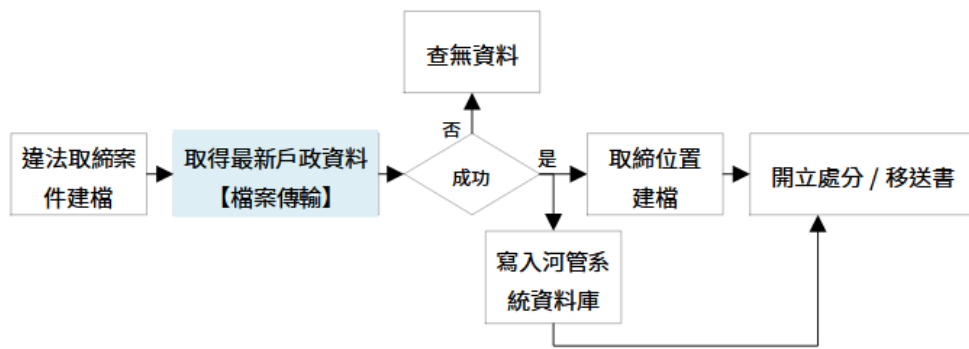 查無資料
否
違法取締案
件建檔
取得最新戶政資料
【檔案傳輸】
成功
是
取締位置
建檔
開立處分 / 移送書
寫入河管系
統資料庫